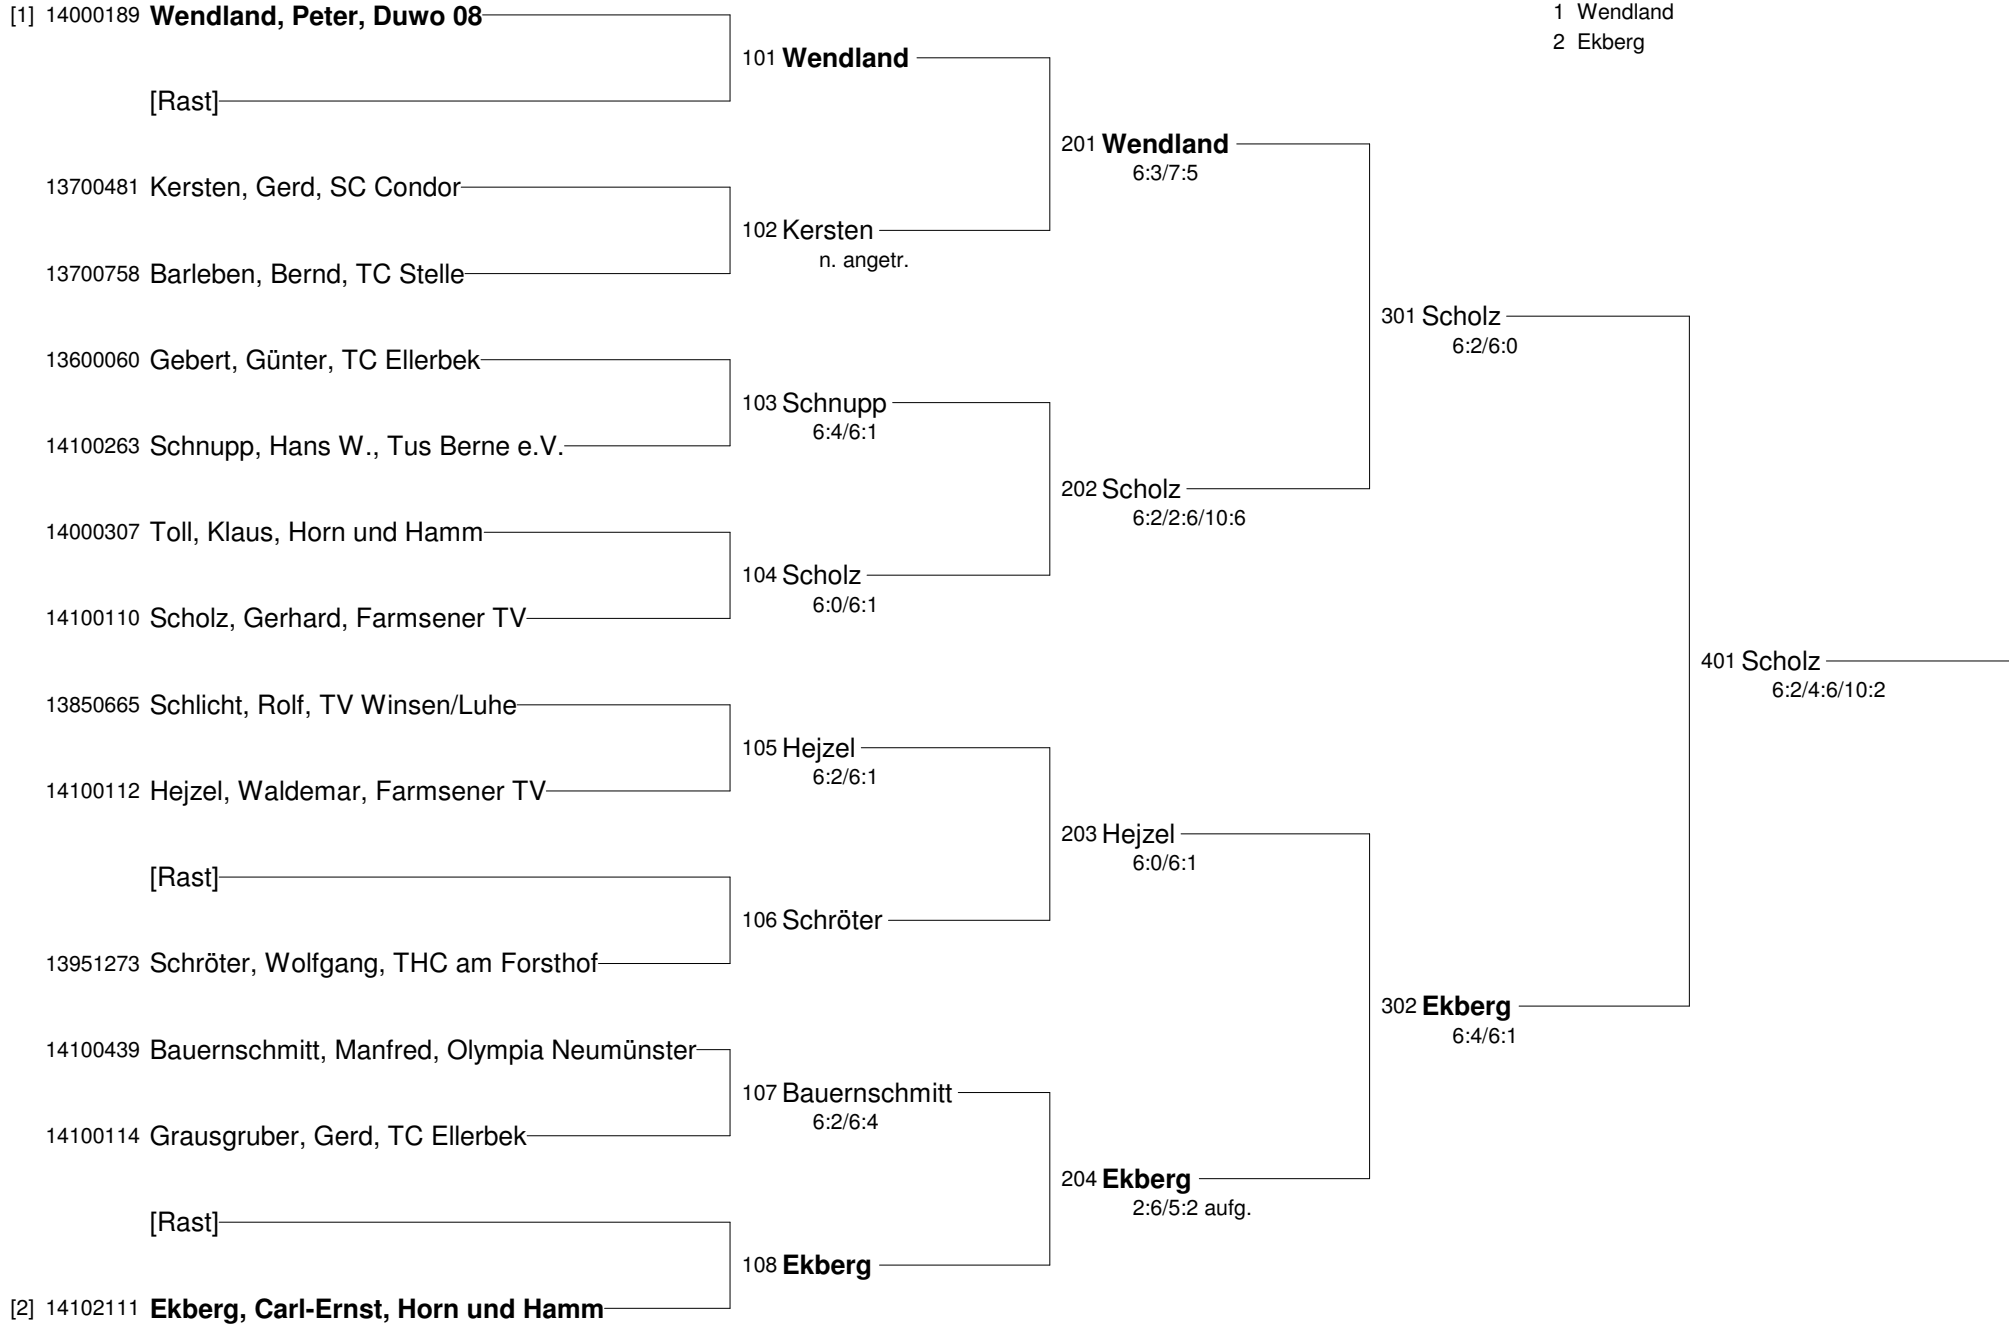 [1] 14000189 Wendland, Peter, Duwo 08
1 Wendland
2 Ekberg
101 Wendland
[Rast]
201 Wendland
6:3/7:5
13700481 Kersten, Gerd, SC Condor
102 Kersten
n. angetr.
13700758 Barleben, Bernd, TC Stelle
301 Scholz
6:2/6:0
13600060 Gebert, Günter, TC Ellerbek
103 Schnupp
6:4/6:1
14100263 Schnupp, Hans W., Tus Berne e.V.
202 Scholz
6:2/2:6/10:6
14000307 Toll, Klaus, Horn und Hamm
104 Scholz
6:0/6:1
14100110 Scholz, Gerhard, Farmsener TV
401 Scholz
6:2/4:6/10:2
13850665 Schlicht, Rolf, TV Winsen/Luhe
105 Hejzel
6:2/6:1
14100112 Hejzel, Waldemar, Farmsener TV
203 Hejzel
6:0/6:1
[Rast]
106 Schröter
13951273 Schröter, Wolfgang, THC am Forsthof
302 Ekberg
6:4/6:1
14100439 Bauernschmitt, Manfred, Olympia Neumünster
107 Bauernschmitt
6:2/6:4
14100114 Grausgruber, Gerd, TC Ellerbek
204 Ekberg
2:6/5:2 aufg.
[Rast]
108 Ekberg
[2] 14102111 Ekberg, Carl-Ernst, Horn und Hamm